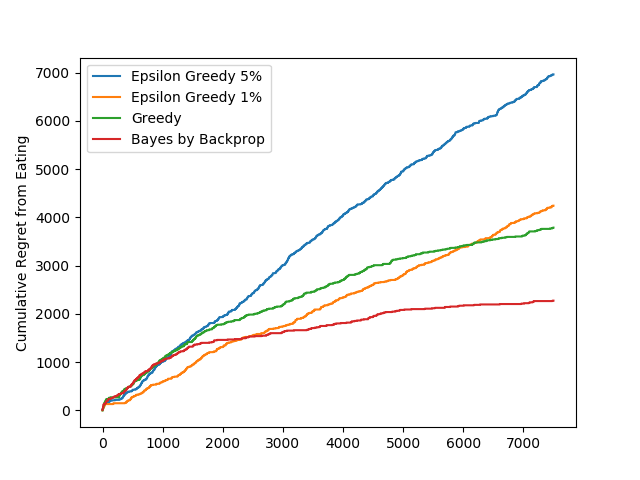 Epsilon Greedy 5%
Epsilon Greedy 1%
Greedy
Bayes by Backprop
Cumulative Regret from Eating
7000
6000
5000
4000
3000
2000
1000
0
0 1000 2000 3000 4000 5000 6000 7000